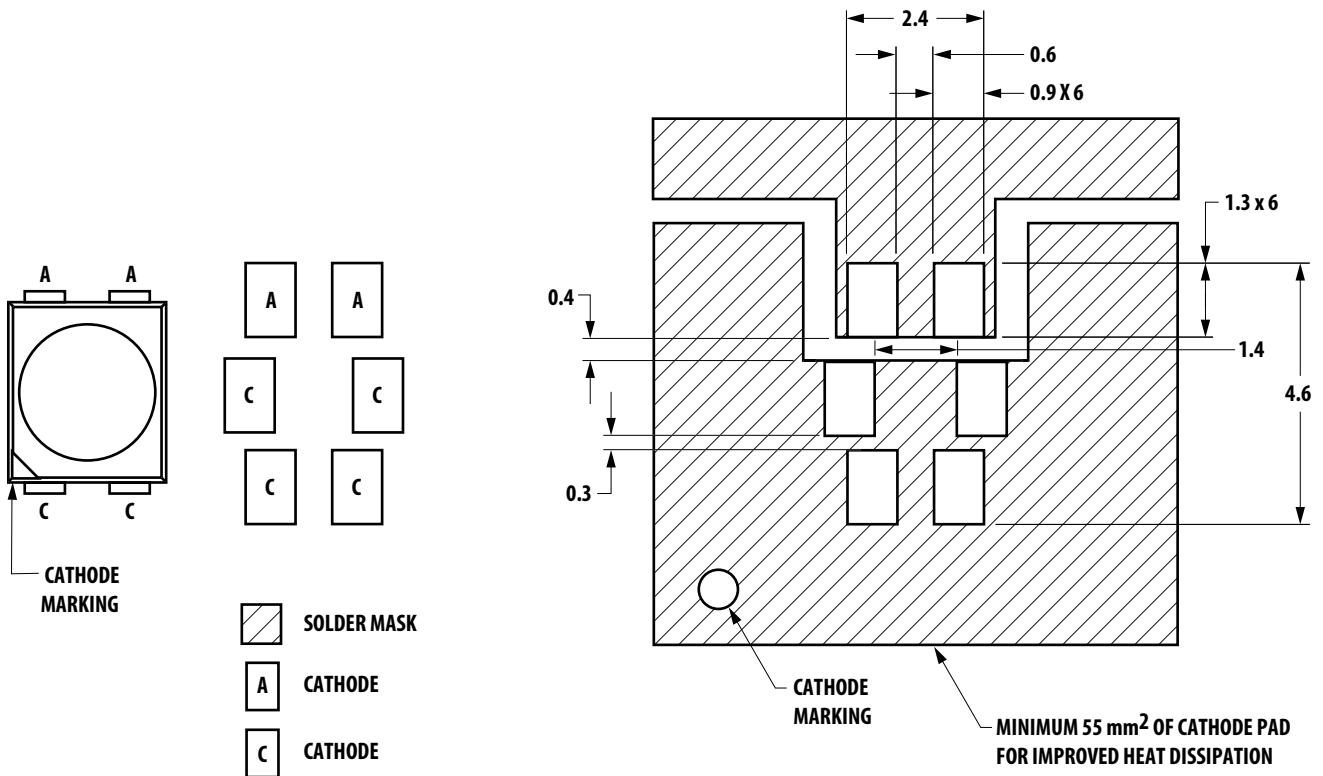 2.4
0.6
0.9 X 6
1.3 x 6
A A
A A
0.4
1.4
C C
4.6
C C
0.3
C C
CATHODE
MARKING
SOLDER MASK
A CATHODE
C CATHODE
CATHODE
MARKING
MINIMUM 55 mm² OF CATHODE PAD
FOR IMPROVED HEAT DISSIPATION